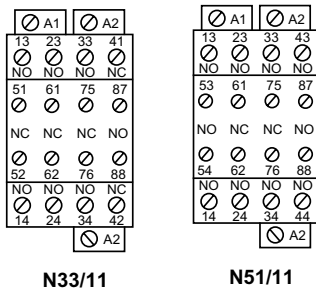 A1 A2
13 23 33 41
NO NO NO NC
51 61 75 87
NC NC NC NO
52 62 76 88
NO NO NO NC
14 24 34 42
A2
N33/11
A1 A2
13 23 33 43
NO NO NO NO
53 61 75 87
NO NC NC NO
54 62 76 88
NO NO NO NO
14 24 34 44
A2
N51/11